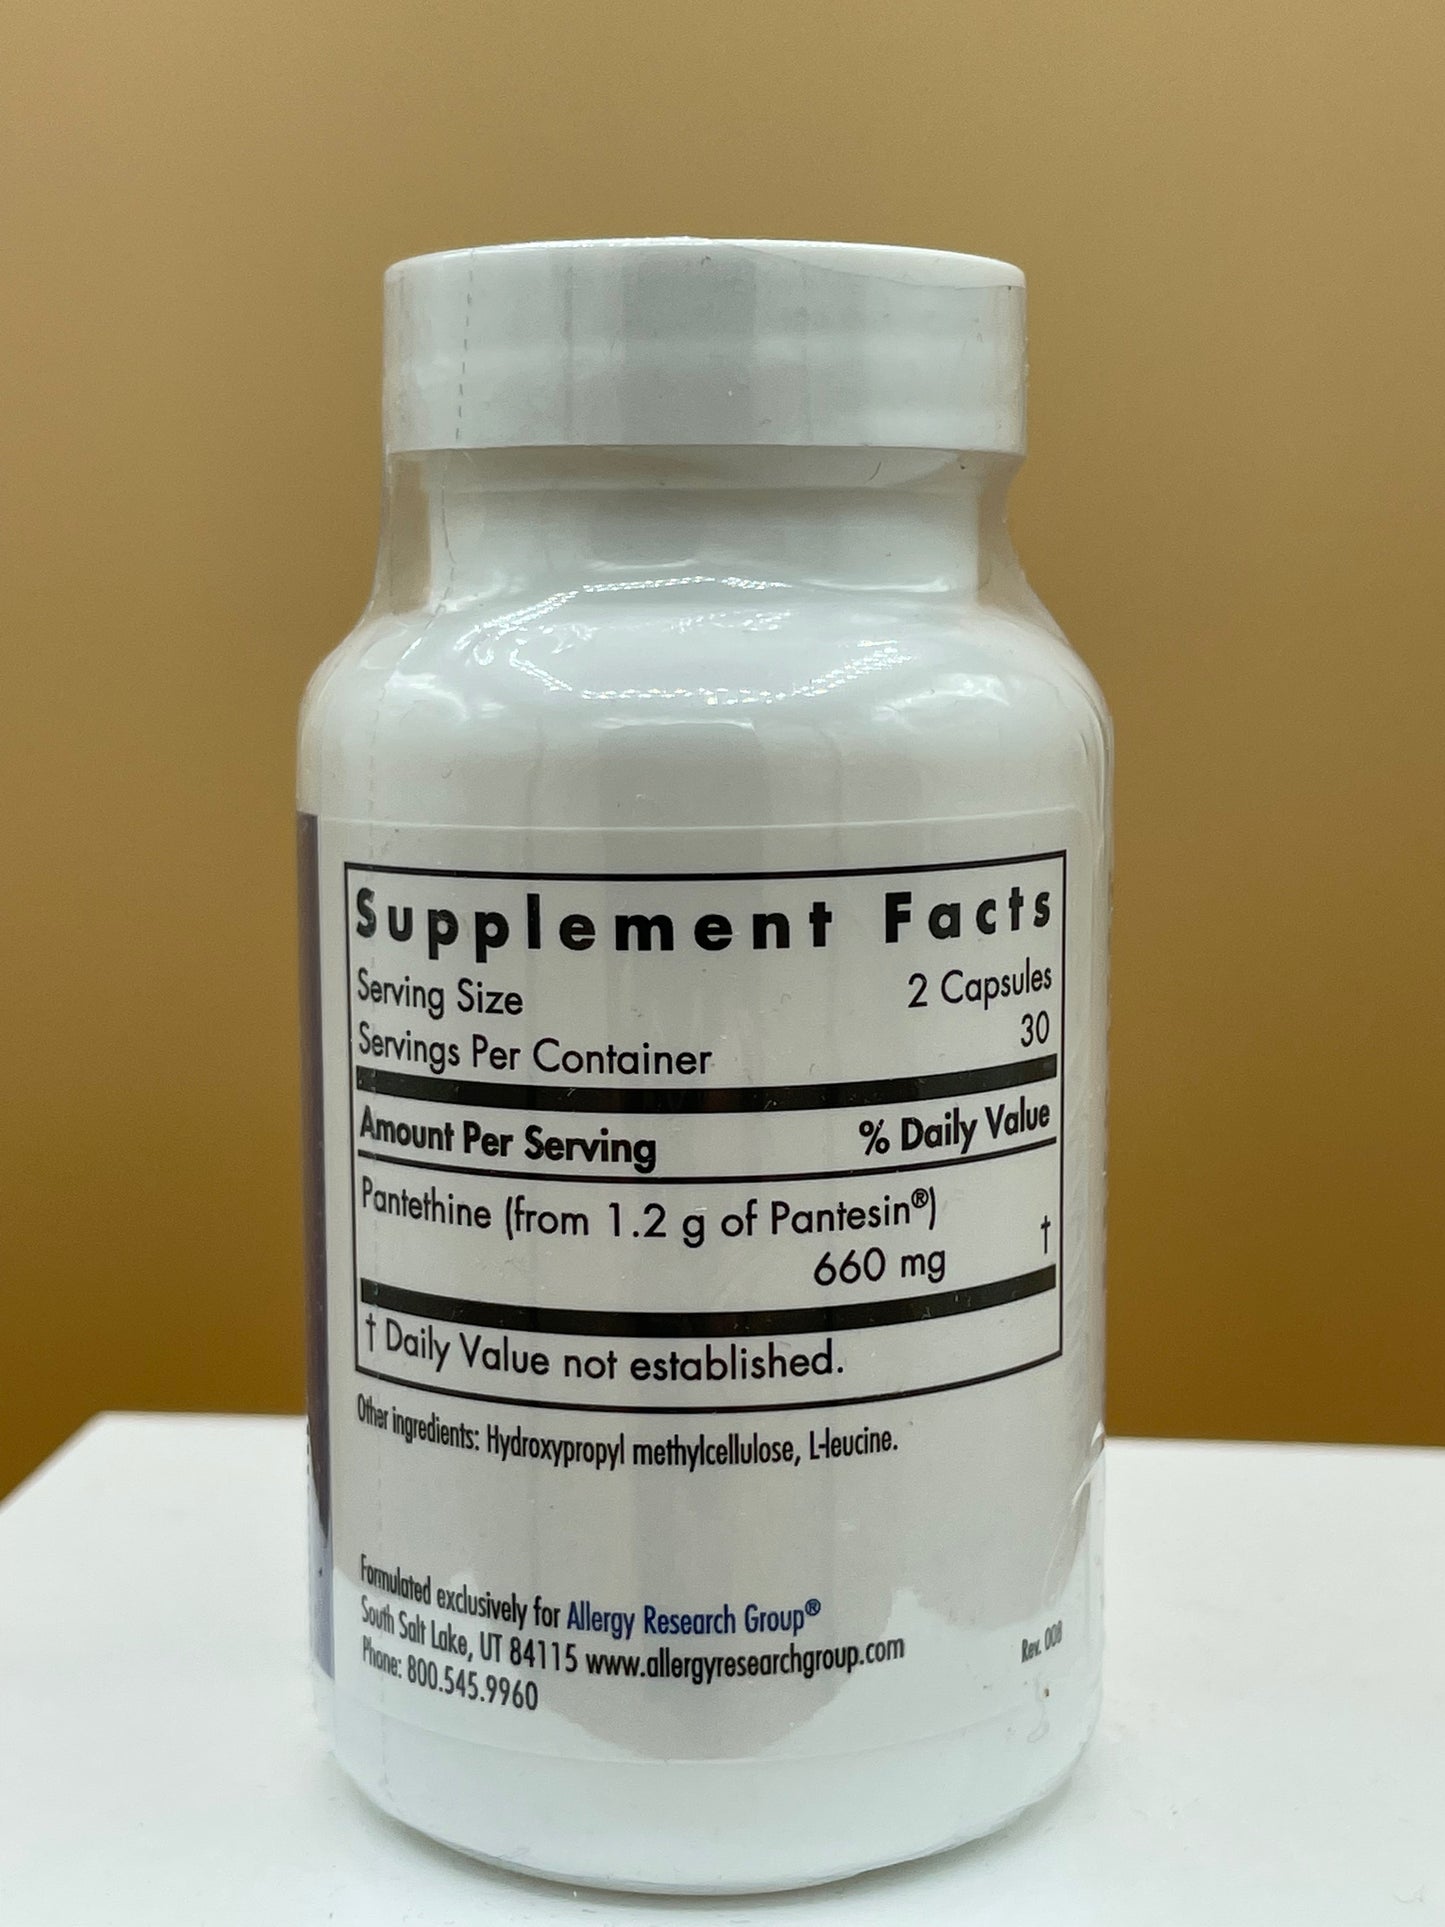 Supplement Facts
Serving Size 2 Capsules
Servings Per Container 30
Amount Per Serving % Daily Value
Pantethine (from 1.2 g of Pantesin®)
660 mg †
† Daily Value not established.
Other ingredients: Hydroxypropyl methylcellulose, L-leucine.
Formulated exclusively for Allergy Research Group®
South Salt Lake, UT 84115 www.allergyresearchgroup.com
Phone: 800.545.9960
Rev. 008